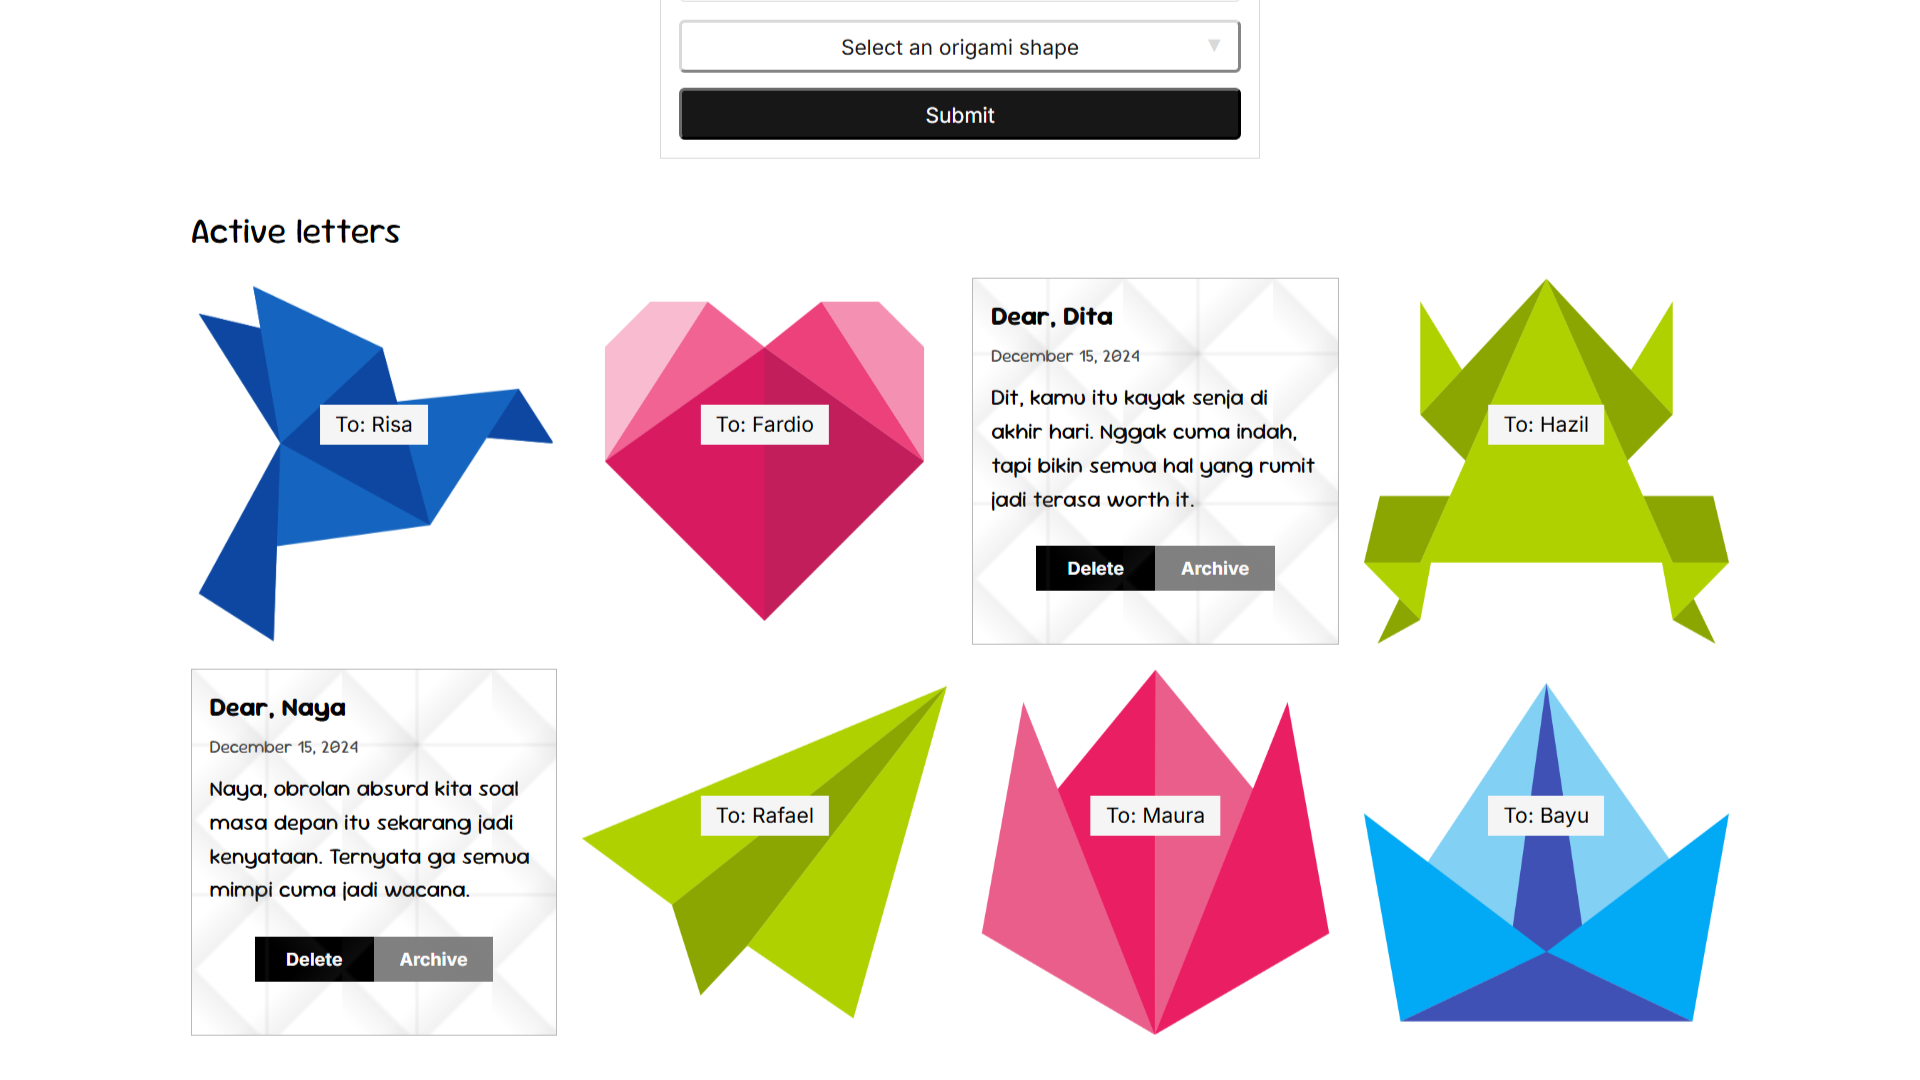 Select an origami shape
Submit
Active letters
To: Risa
To: Fardio
Dear, Dita
December 15, 2024
Dit, kamu itu kayak senja di
akhir hari. Nggak cuma indah,
tapi bikin semua hal yang rumit
jadi terasa worth it.
Delete
Archive
To: Hazil
Dear, Naya
December 15, 2024
Naya, obrolan absurd kita soal
masa depan itu sekarang jadi
kenyataan. Ternyata ga semua
mimpi cuma jadi wacana.
Delete
Archive
To: Rafael
To: Maura
To: Bayu